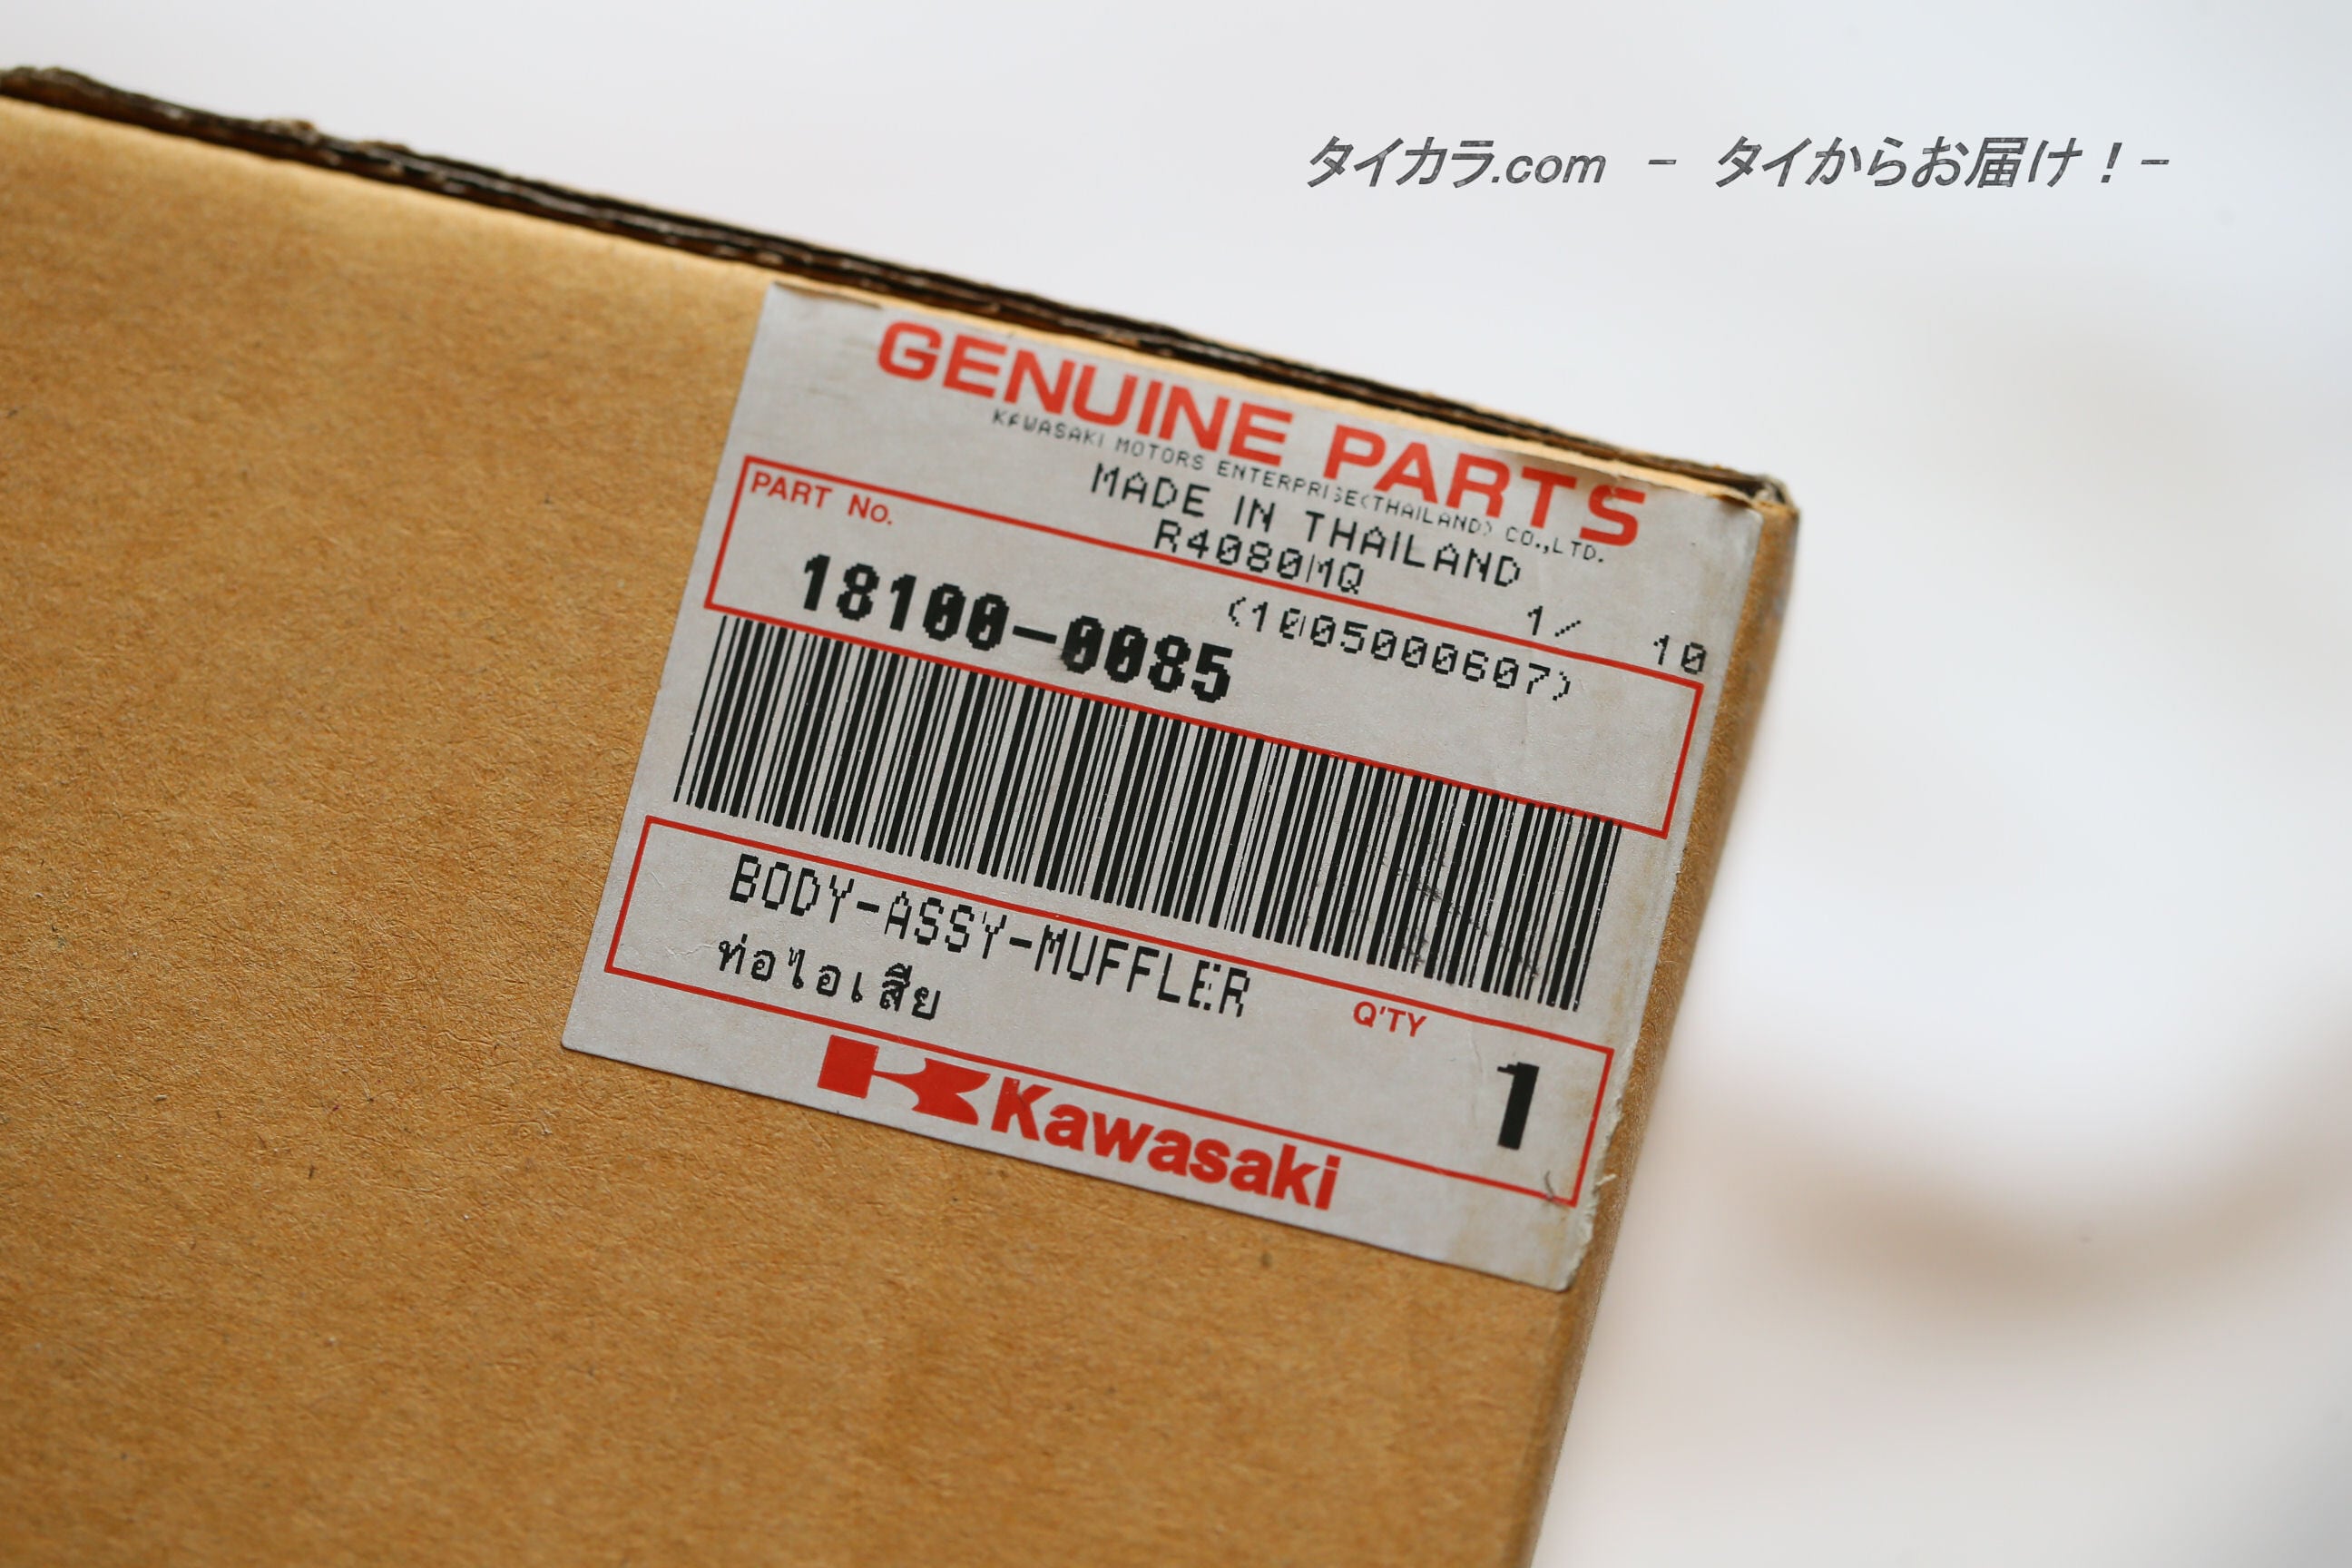 タイカラ.com - タイからお届け！-
GENUINE PARTS
KAWASAKI MOTORS ENTERPRISE(THAILAND) CO.,LTD.
MADE IN THAILAND
R4080MQ 1/ 10
PART NO.
18100-0085 (1005000607)
BODY-ASSY-MUFFLER
ท่อไอเสีย
Q'TY
1
Kawasaki